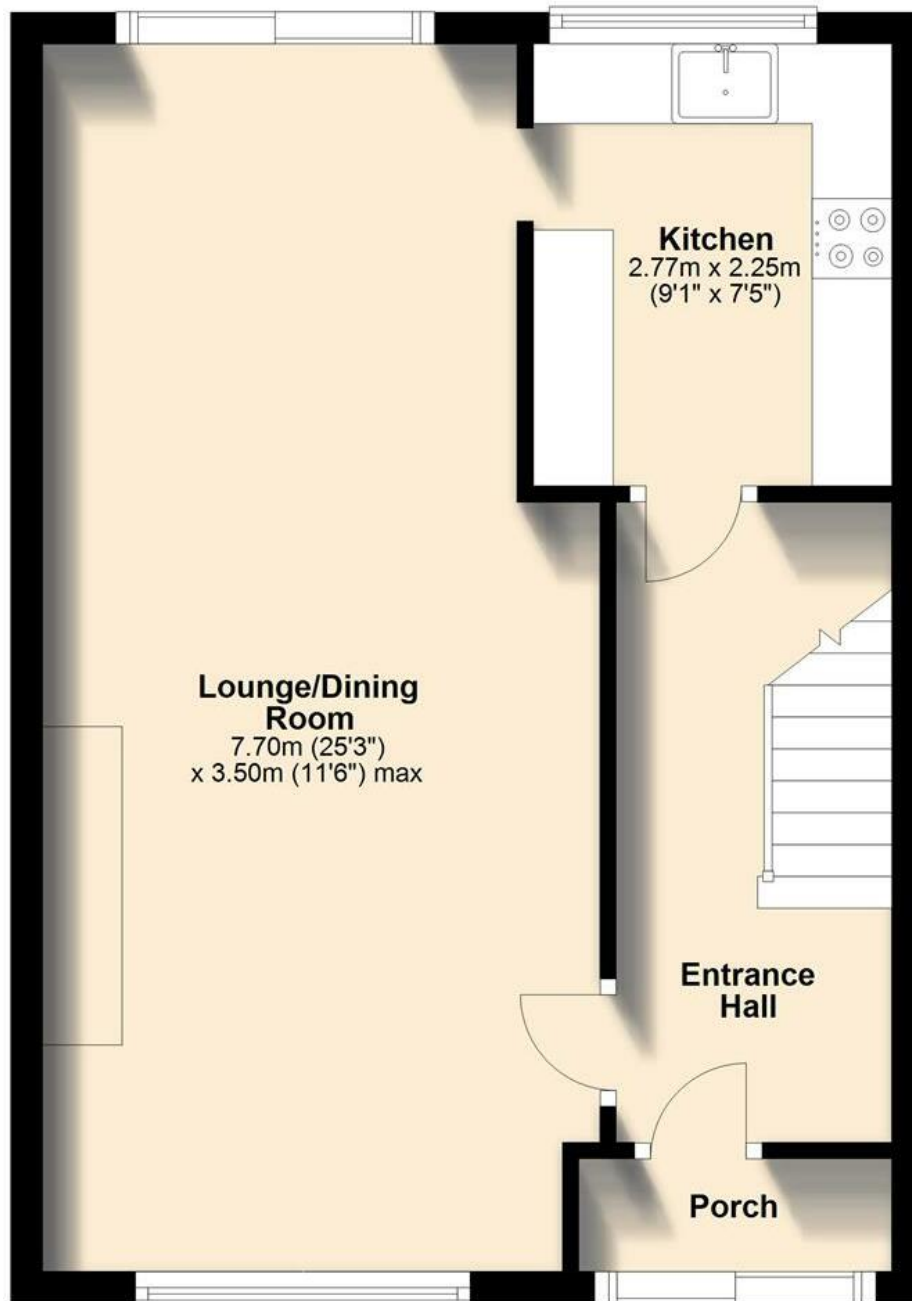 Kitchen
2.77m x 2.25m
(9'1" x 7'5")
Lounge/Dining
Room
7.70m (25'3")
x 3.50m (11'6") max
Entrance
Hall
Porch